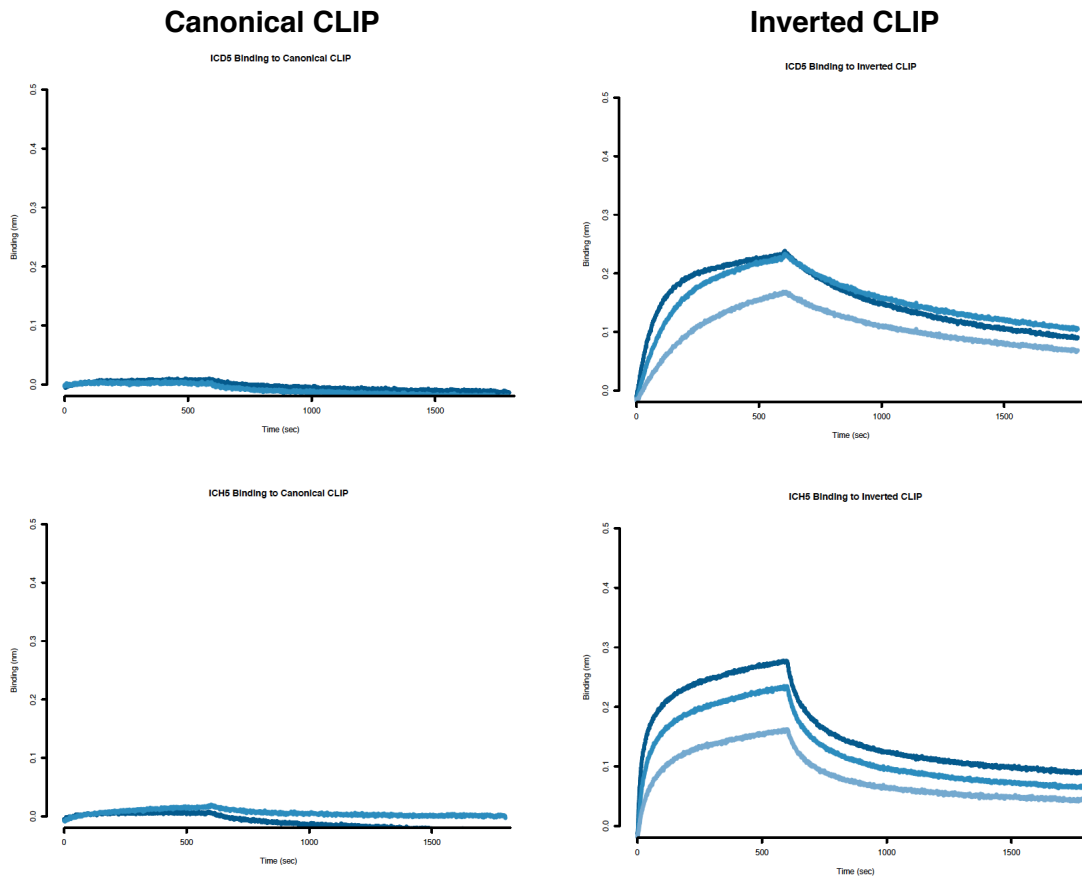 Canonical CLIP
Inverted CLIP
ICD5 Binding to Canonical CLIP
0.5
0.4
0.3
0.2
0.1
0.0
Binding (nm)
0 500 1000 1500
Time (sec)
ICD5 Binding to Inverted CLIP
0.5
0.4
0.3
0.2
0.1
0.0
Binding (nm)
0 500 1000 1500
Time (sec)
ICH5 Binding to Canonical CLIP
0.5
0.4
0.3
0.2
0.1
0.0
Binding (nm)
0 500 1000 1500
Time (sec)
ICH5 Binding to Inverted CLIP
0.5
0.4
0.3
0.2
0.1
0.0
Binding (nm)
0 500 1000 1500
Time (sec)